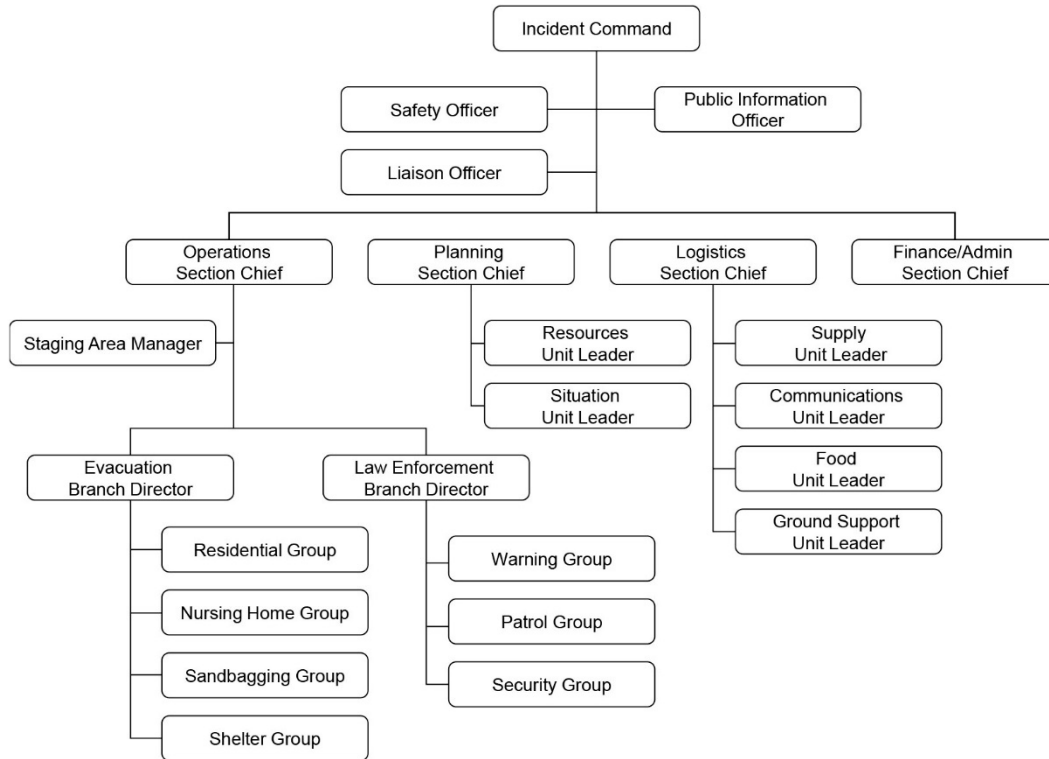 Incident Command
Safety Officer
Public Information
Officer
Liaison Officer
Operations
Section Chief
Planning
Section Chief
Logistics
Section Chief
Finance/Admin
Section Chief
Staging Area Manager
Resources
Unit Leader
Situation
Unit Leader
Supply
Unit Leader
Communications
Unit Leader
Food
Unit Leader
Ground Support
Unit Leader
Evacuation
Branch Director
Law Enforcement
Branch Director
Residential Group
Nursing Home Group
Sandbagging Group
Shelter Group
Warning Group
Patrol Group
Security Group